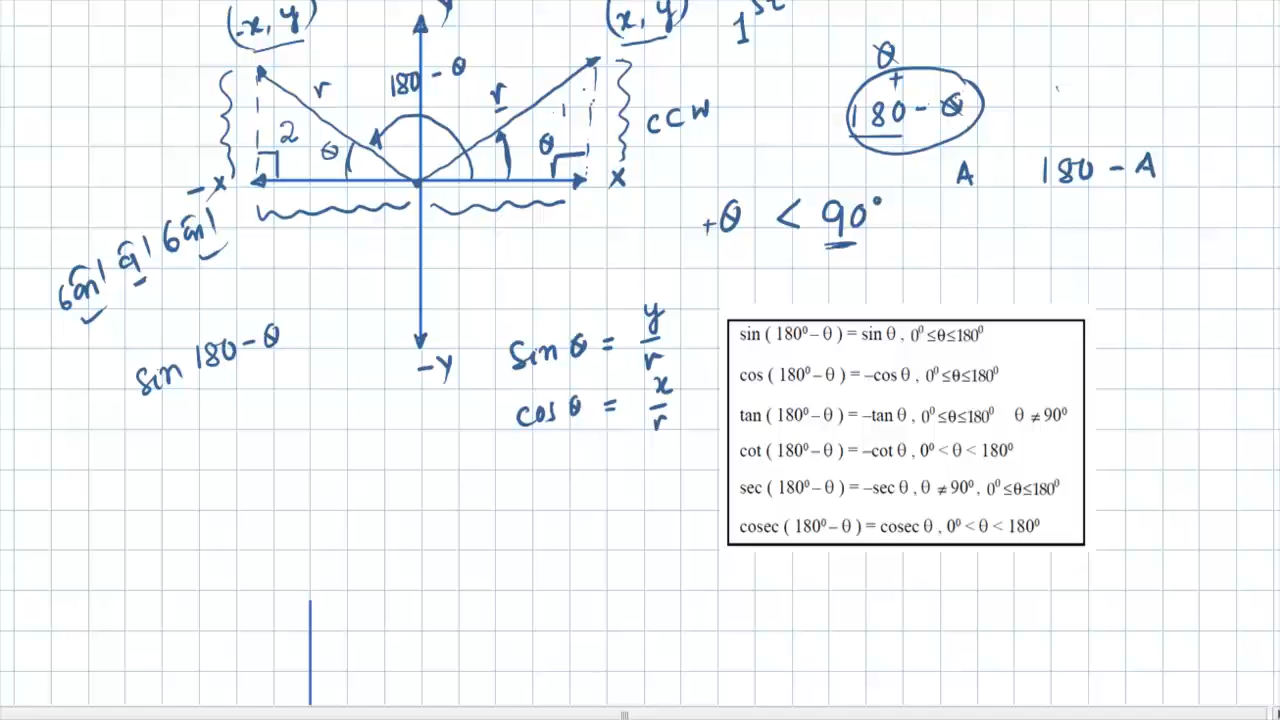 (-x, y)
(x, y)
1st
r
180 - θ
r
CCW
2
θ
θ
-x
x
θ
+
180 - θ
A 180 - A
+θ < 90°
sin 180 - θ
-y
sin θ = y/r
cos θ = x/r
sin ( 180⁰ – θ ) = sin θ , 0⁰ ≤θ≤180⁰
cos ( 180⁰ – θ ) = –cos θ , 0⁰ ≤θ≤180⁰
tan (180⁰ – θ) = –tan θ , 0⁰ ≤θ≤180⁰ θ ≠ 90⁰
cot ( 180⁰ – θ ) = –cot θ , 0⁰ < θ < 180⁰
sec ( 180⁰ – θ ) = –sec θ , θ ≠ 90⁰, 0⁰ ≤θ≤180⁰
cosec ( 180⁰ – θ ) = cosec θ , 0⁰ < θ < 180⁰